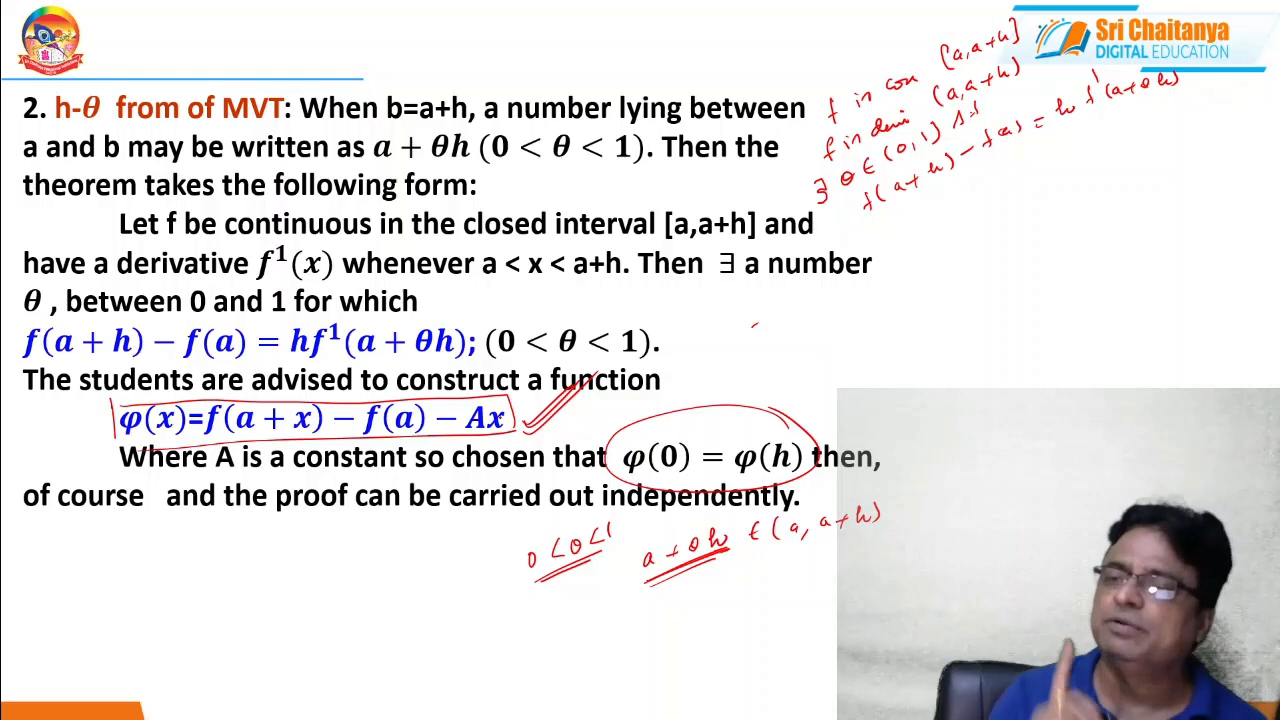 Sri Chaitanya
DIGITAL EDUCATION
2. h-θ from of MVT: When b=a+h, a number lying between
a and b may be written as a + θh (0 < θ < 1). Then the
theorem takes the following form:
Let f be continuous in the closed interval [a,a+h] and
have a derivative f¹(x) whenever a < x < a+h. Then ∃ a number
θ , between 0 and 1 for which
f(a + h) − f(a) = hf¹(a + θh); (0 < θ < 1).
The students are advised to construct a function
φ(x)=f(a + x) − f(a) − Ax
Where A is a constant so chosen that φ(0) = φ(h) then,
of course and the proof can be carried out independently.
f is con [a, a+h]
f is deri (a, a+h)
∃ θ ∈ (0,1) s.t
f(a+h) − f(a) = h f'(a+θh)
0 < θ < 1 a + θh ∈ (a, a+h)